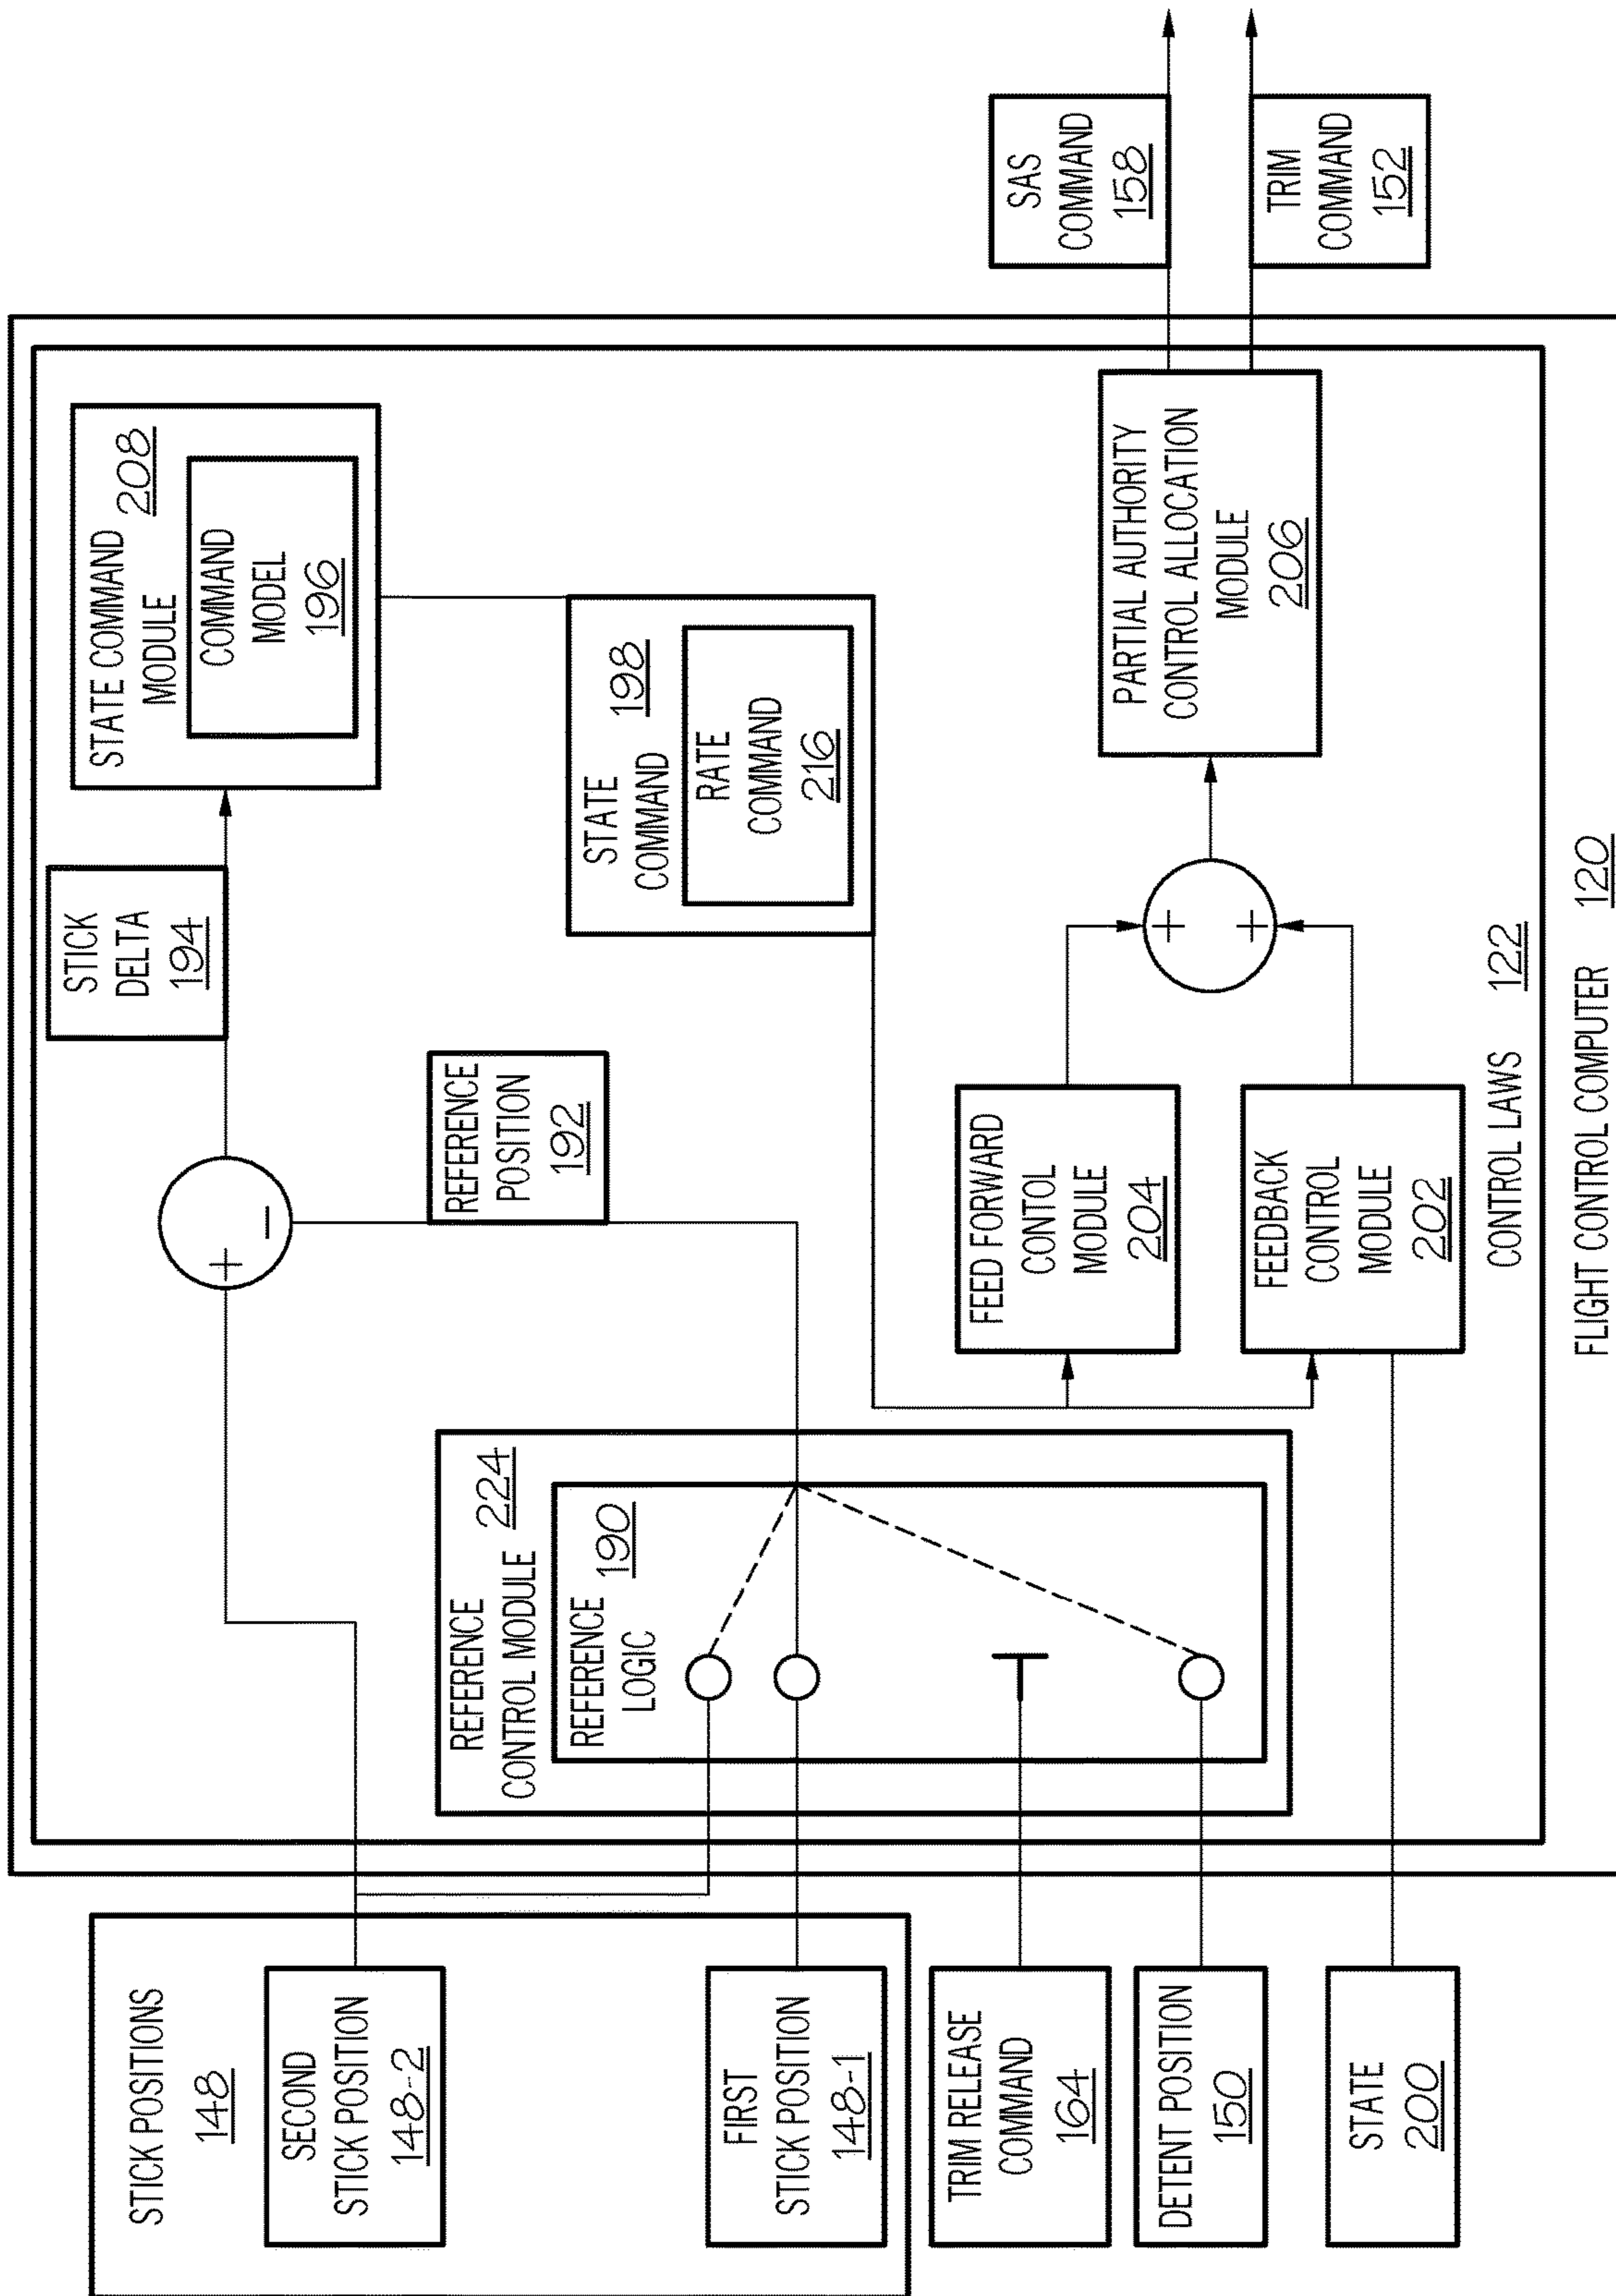 STICK POSITIONS
148
SECOND
STICK POSITION
148-2
FIRST
STICK POSITION
148-1
TRIM RELEASE
COMMAND
164
DETENT POSITION
150
STATE
200
REFERENCE
CONTROL MODULE 224
REFERENCE
LOGIC 190
+
−
REFERENCE
POSITION
192
STICK
DELTA
194
STATE COMMAND
MODULE 208
COMMAND
MODEL
196
STATE
COMMAND 198
RATE
COMMAND
216
FEED FORWARD
CONTOL
MODULE
204
FEEDBACK
CONTROL
MODULE
202
+
+
PARTIAL AUTHORITY
CONTROL ALLOCATION
MODULE
206
SAS
COMMAND
158
TRIM
COMMAND
152
CONTROL LAWS 122
FLIGHT CONTROL COMPUTER 120